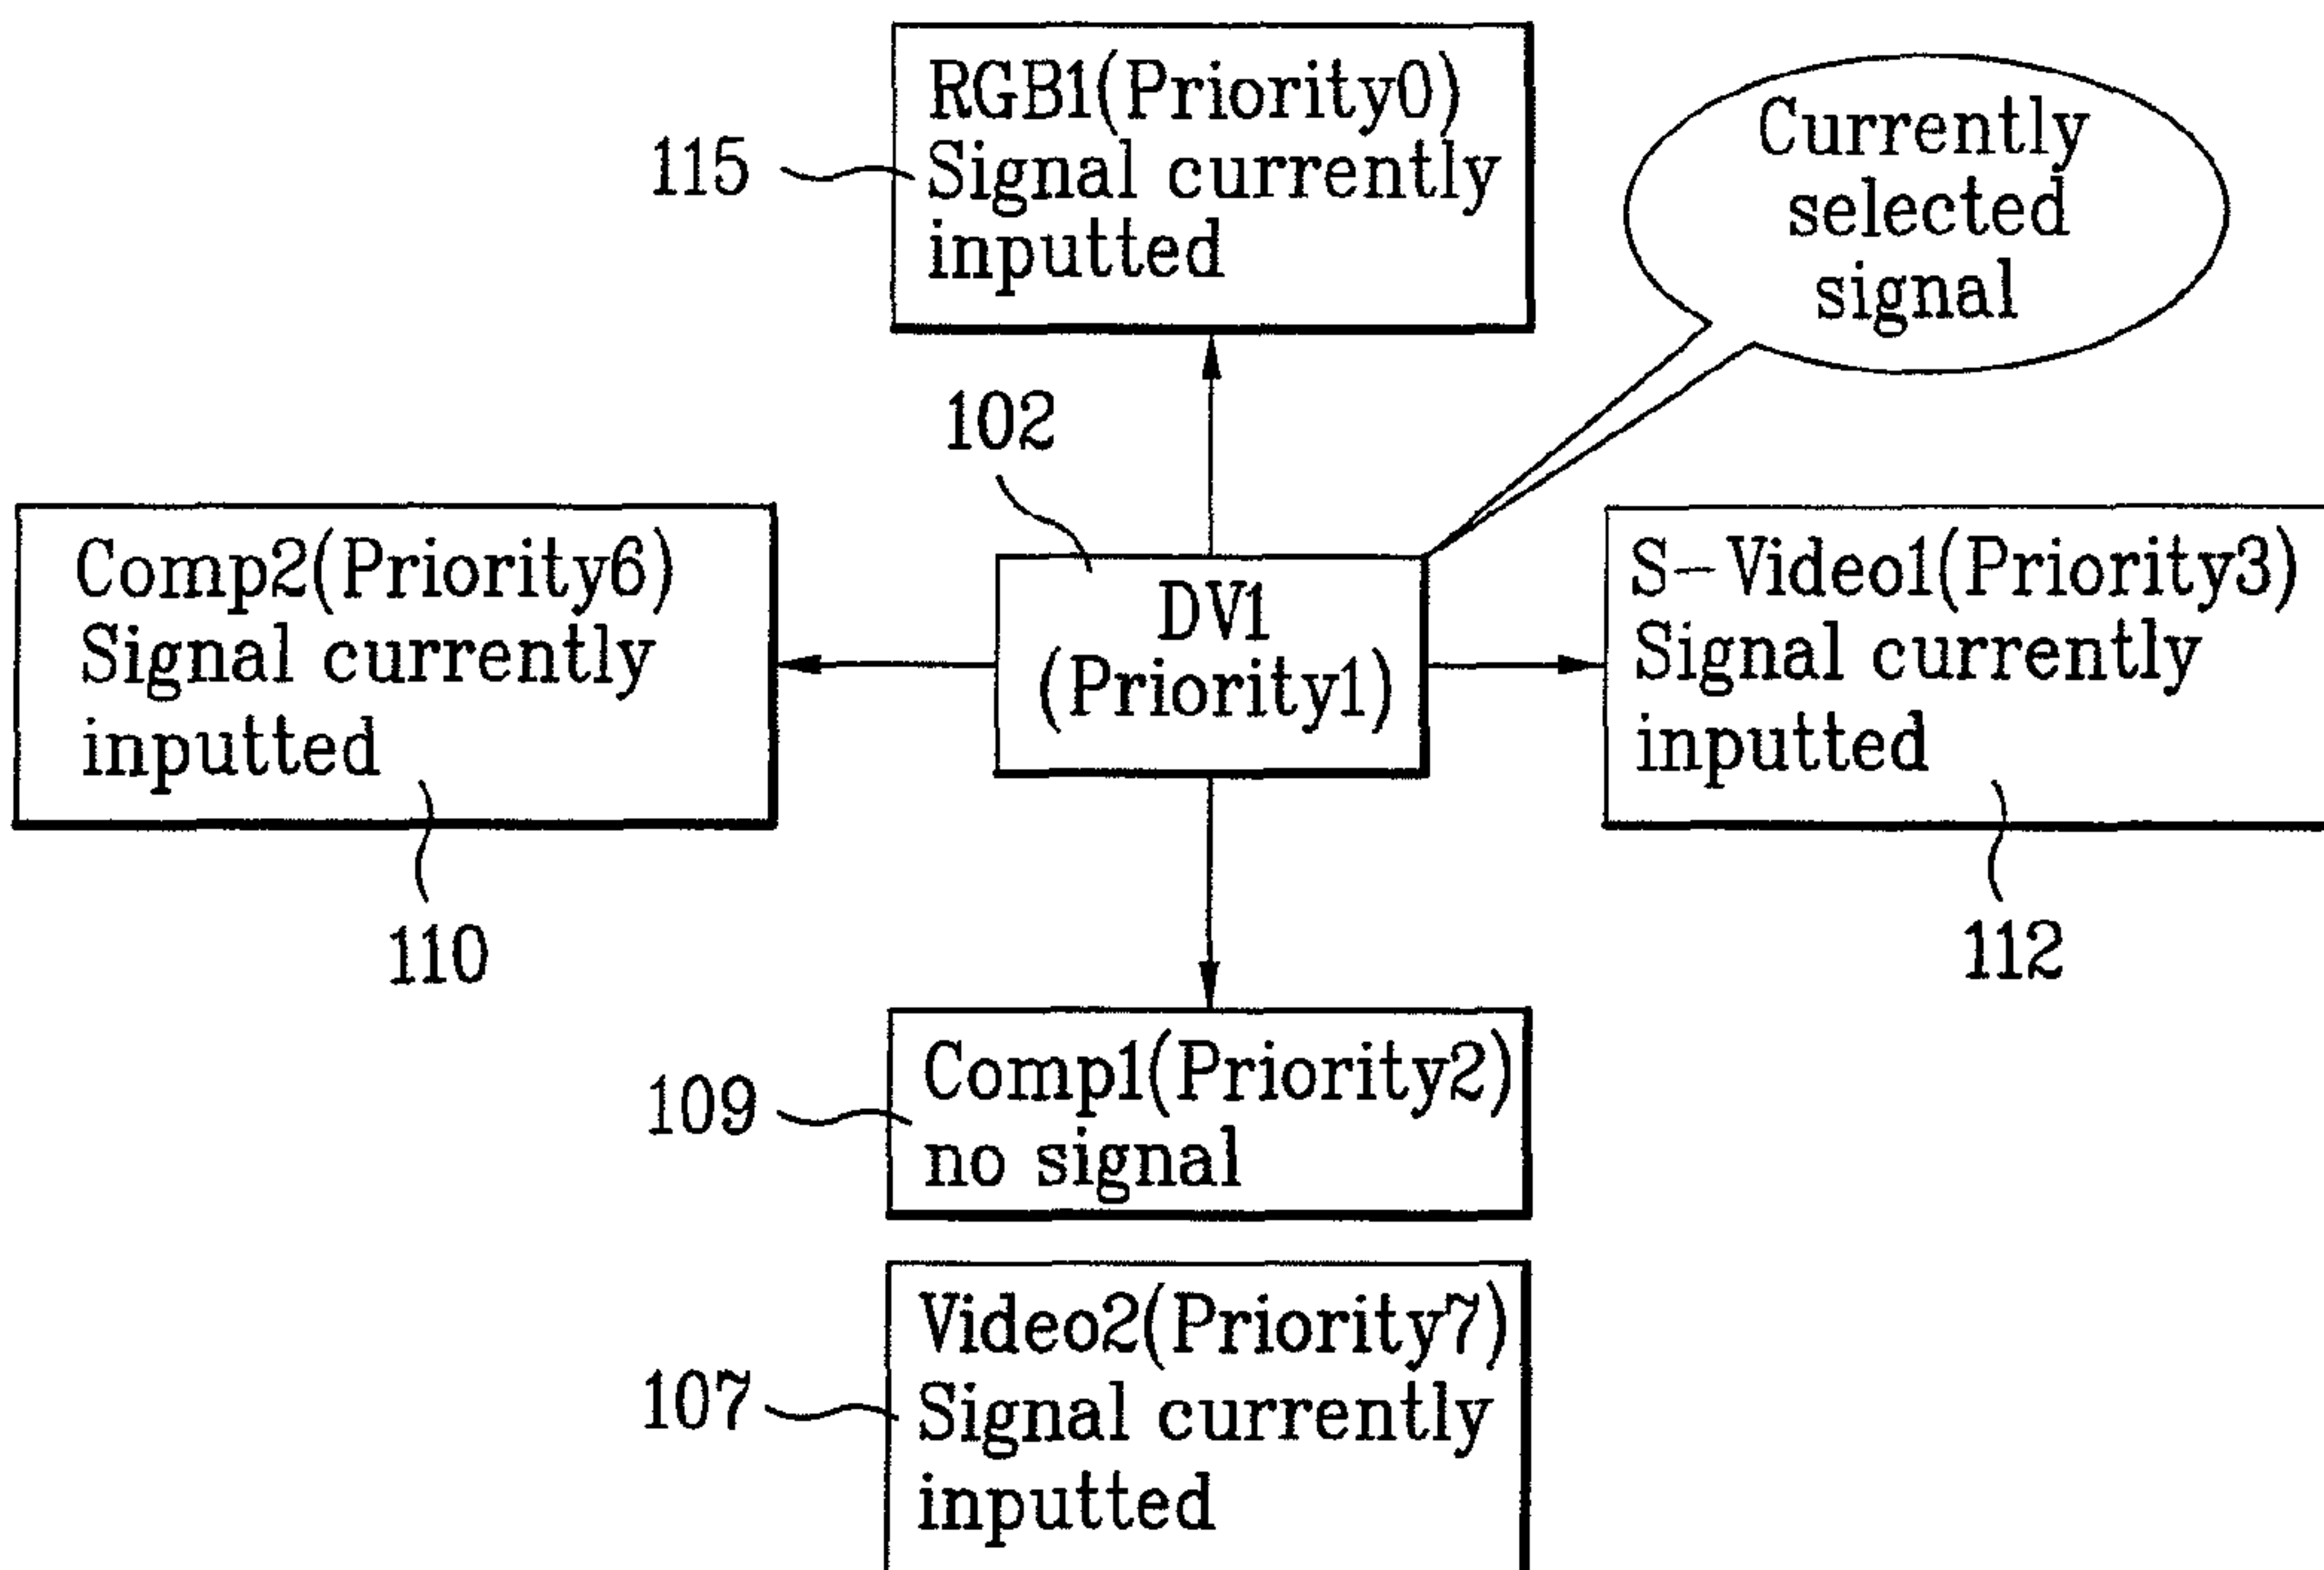 RGB1(Priority0)
Signal currently
inputted
115
Currently
selected
signal
102
Comp2(Priority6)
Signal currently
inputted
110
DV1
(Priority1)
S-Video1(Priority3)
Signal currently
inputted
112
Comp1(Priority2)
no signal
109
Video2(Priority7)
Signal currently
inputted
107